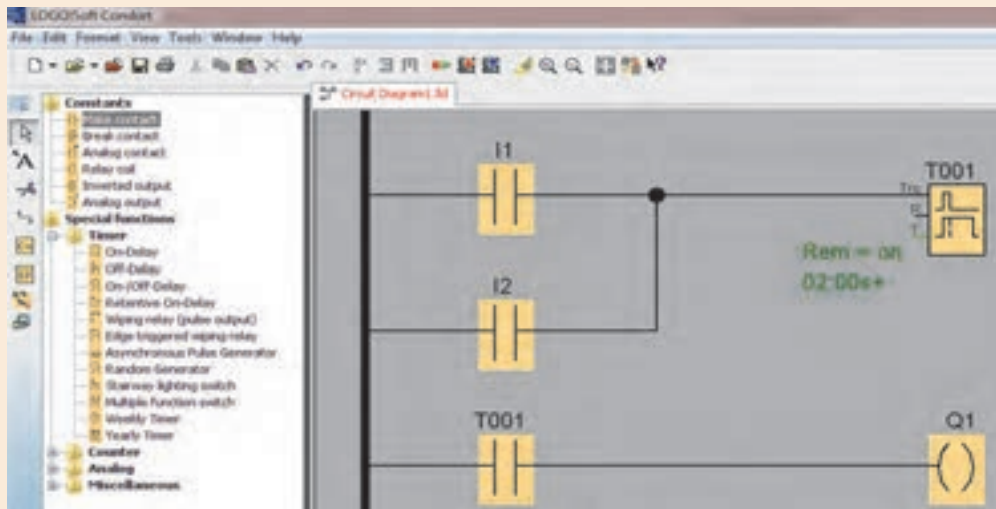 LOGO!Soft Comfort
File Edit Format View Tools Window Help
Circuit Diagram1.lld
Constants
Make contact
Break contact
Analog contact
Relay coil
Inverted output
Analog output
Special functions
Timer
On-Delay
Off-Delay
On-/Off-Delay
Retentive On-Delay
Wiping relay (pulse output)
Edge triggered wiping relay
Asynchronous Pulse Generator
Random Generator
Stairway lighting switch
Multiple function switch
Weekly Timer
Yearly Timer
Counter
Analog
Miscellaneous
I1
T001
Trg
R
T
Rem = on
02:00s+
I2
T001
Q1